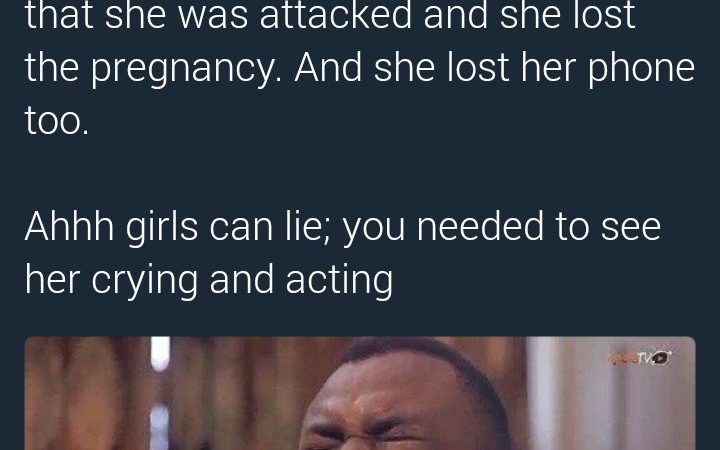 that she was attacked and she lost
the pregnancy. And she lost her phone
too.
Ahhh girls can lie; you needed to see
her crying and acting
TV